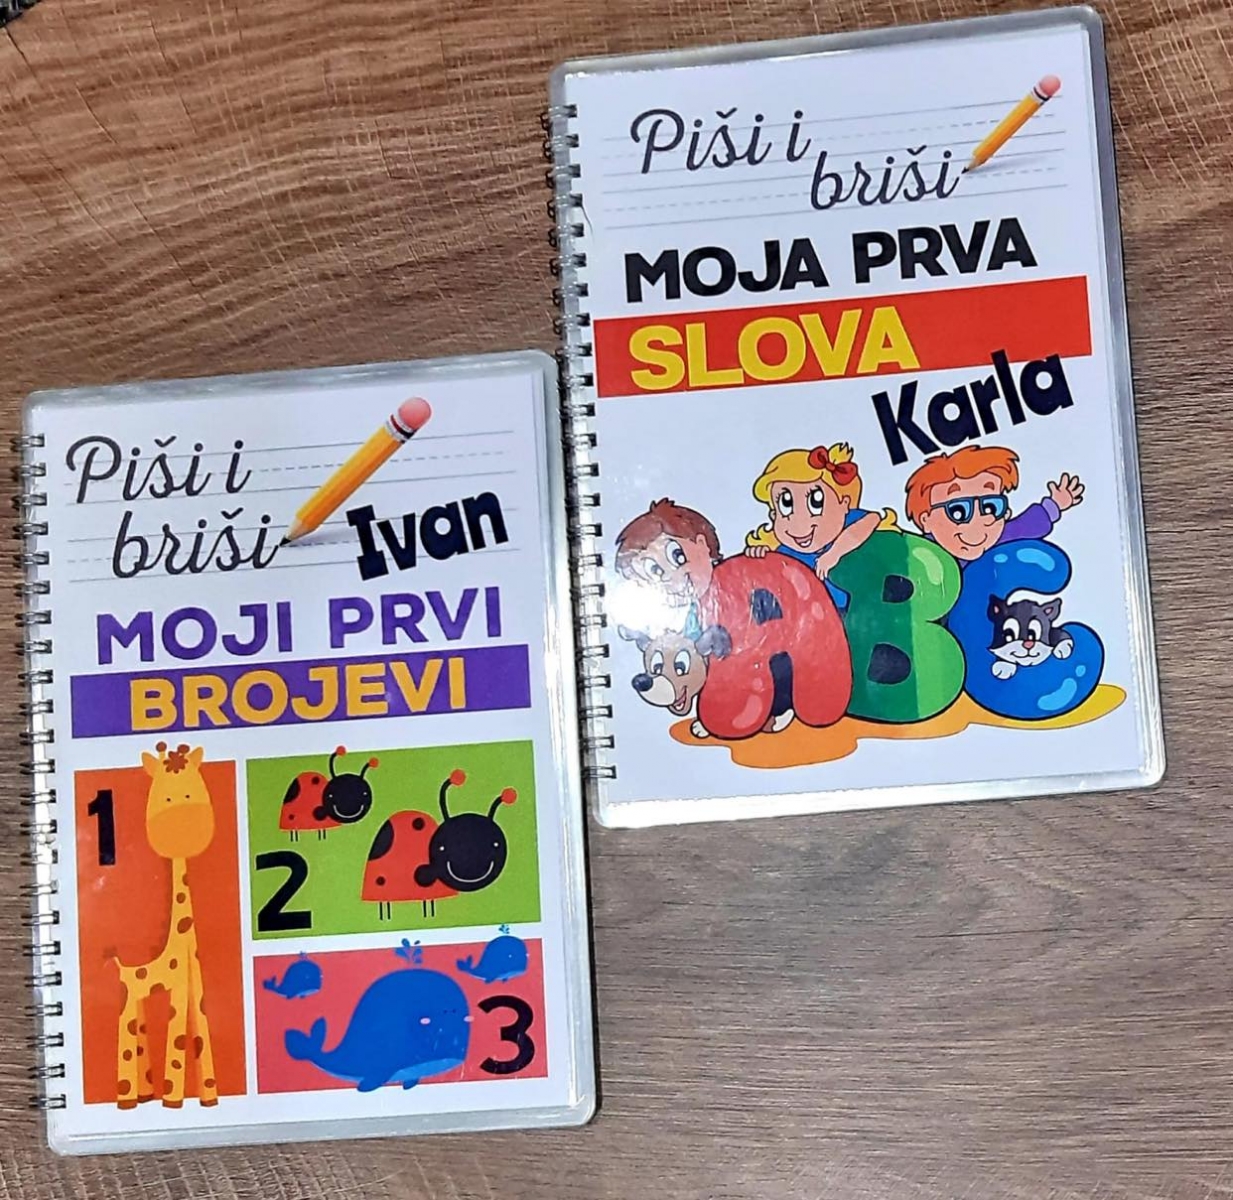 Piši i
briši
MOJA PRVA
SLOVA
Karla
ABC
Piši i
briši
Ivan
MOJI PRVI
BROJEVI
1
2
3